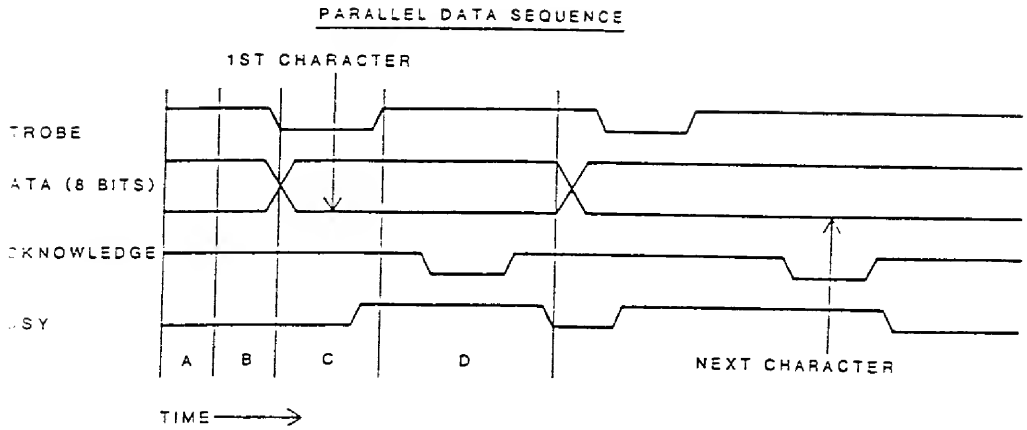 PARALLEL DATA SEQUENCE
1ST CHARACTER
TROBE
ATA (8 BITS)
CKNOWLEDGE
SY
A B C D
NEXT CHARACTER
TIME